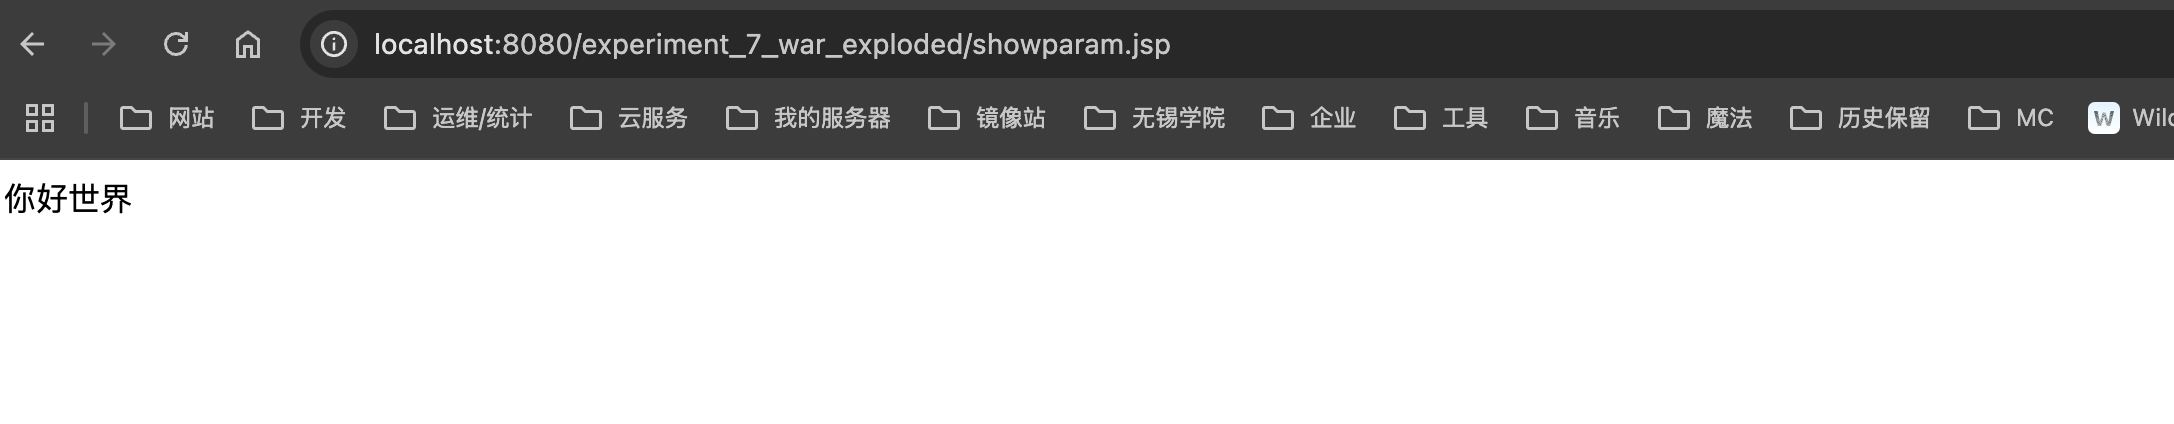 localhost:8080/experiment_7_war_exploded/showparam.jsp
网站 开发 运维/统计 云服务 我的服务器 镜像站 无锡学院 企业 工具 音乐 魔法 历史保留 MC W
你好世界